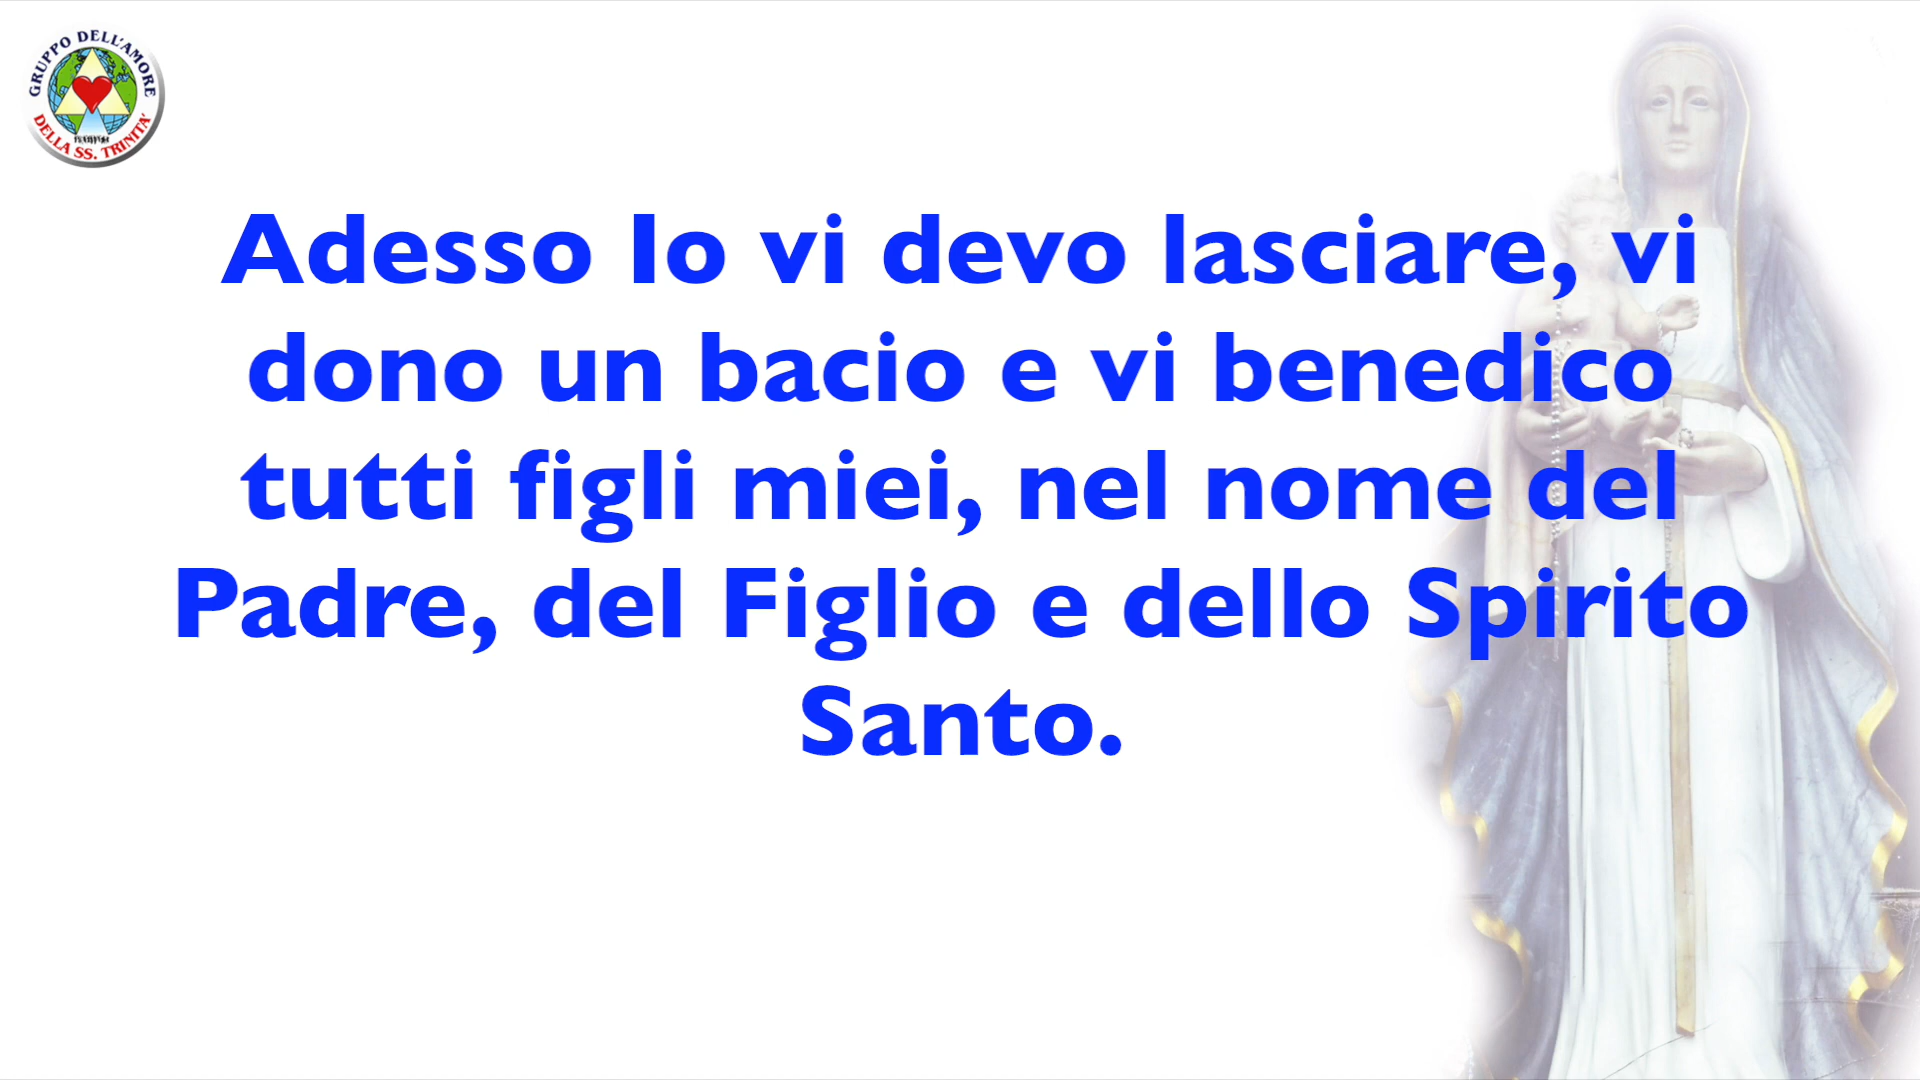 GRUPPO DELL'AMORE
DELLA SS. TRINITA'
Adesso Io vi devo lasciare, vi
dono un bacio e vi benedico
tutti figli miei, nel nome del
Padre, del Figlio e dello Spirito
Santo.